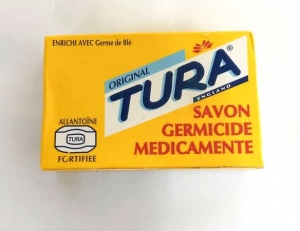 ENRICHI AVEC Germe de Blé
ORIGINAL
TURA®
ENGLAND
SAVON
GERMICIDE
MEDICAMENTE
ALLANTOÏNE
TURA
FORTIFIEE